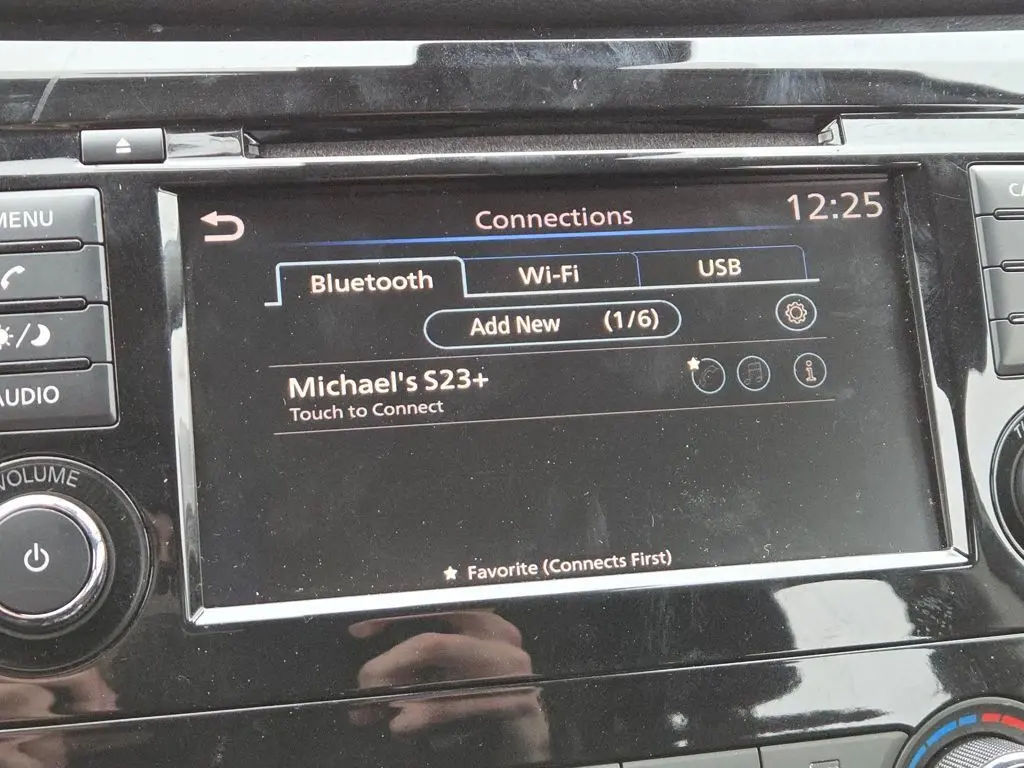 Connections
12:25
Bluetooth
Wi-Fi
USB
Add New (1/6)
Michael's S23+
Touch to Connect
Favorite (Connects First)
MENU
AUDIO
VOLUME